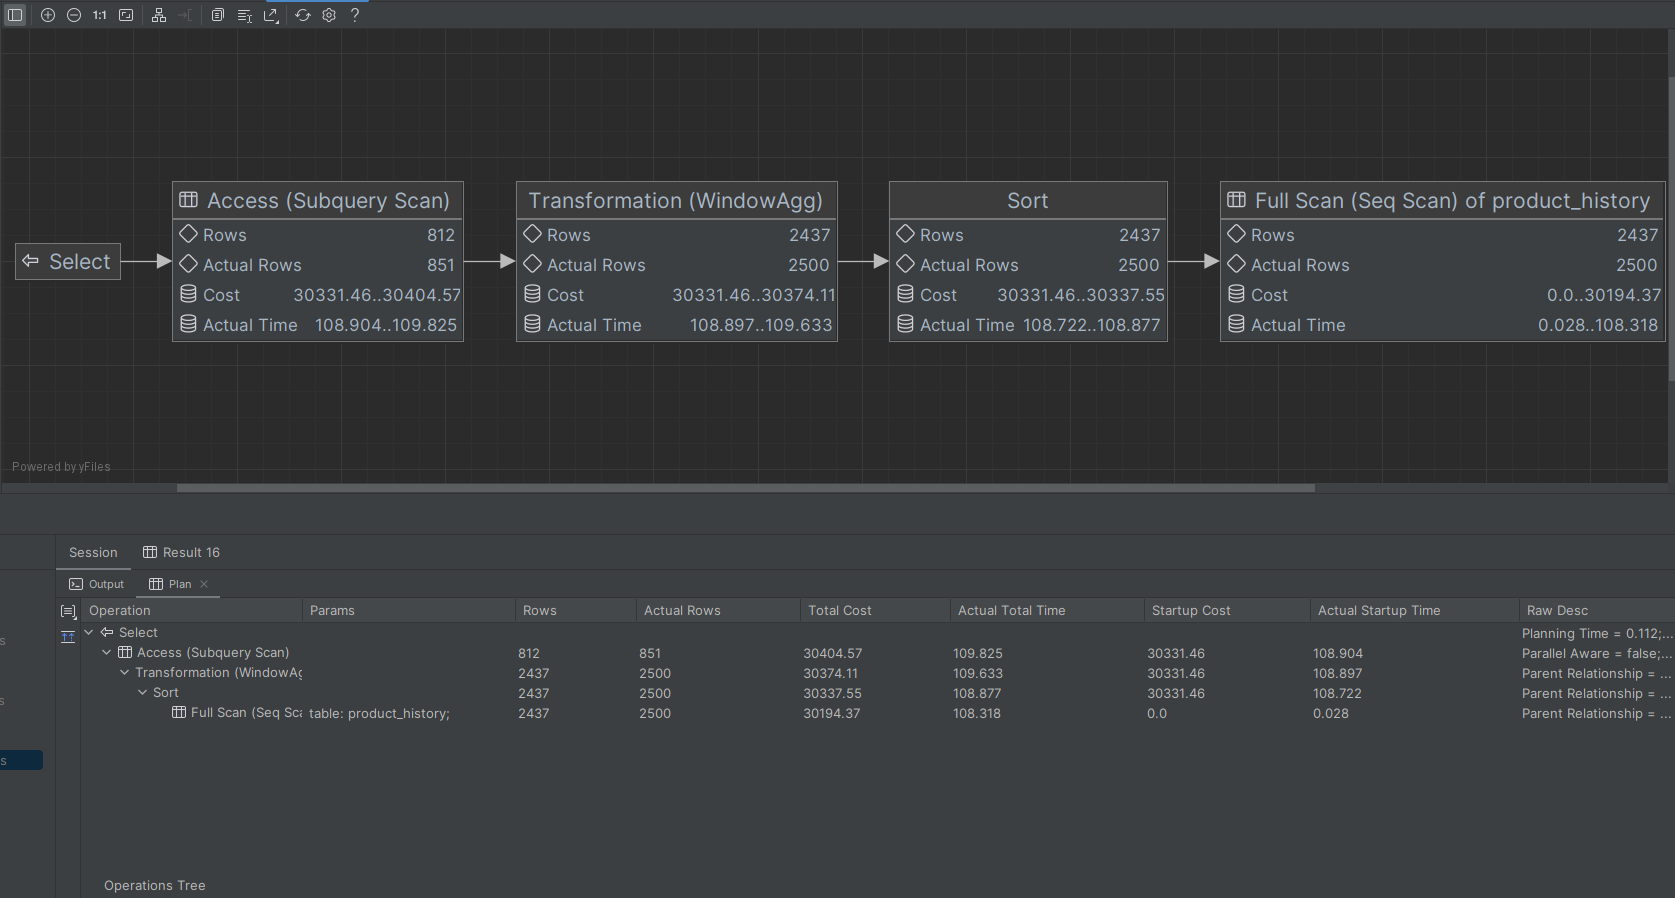 1:1 ?
Access (Subquery Scan)
Rows 812
Actual Rows 851
Cost 30331.46..30404.57
Actual Time 108.904..109.825
Transformation (WindowAgg)
Rows 2437
Actual Rows 2500
Cost 30331.46..30374.11
Actual Time 108.897..109.633
Sort
Rows 2437
Actual Rows 2500
Cost 30331.46..30337.55
Actual Time 108.722..108.877
Full Scan (Seq Scan) of product_history
Rows 2437
Actual Rows 2500
Cost 0.0..30194.37
Actual Time 0.028..108.318
Select
Powered by yFiles
Session Result 16
Output Plan
Operation Params Rows Actual Rows Total Cost Actual Total Time Startup Cost Actual Startup Time Raw Desc
Select Planning Time = 0.112;...
Access (Subquery Scan) 812 851 30404.57 109.825 30331.46 108.904 Parallel Aware = false;...
Transformation (WindowAg 2437 2500 30374.11 109.633 30331.46 108.897 Parent Relationship = ...
Sort 2437 2500 30337.55 108.877 30331.46 108.722 Parent Relationship = ...
Full Scan (Seq Sca table: product_history; 2437 2500 30194.37 108.318 0.0 0.028 Parent Relationship = ...
s
s
s
Operations Tree